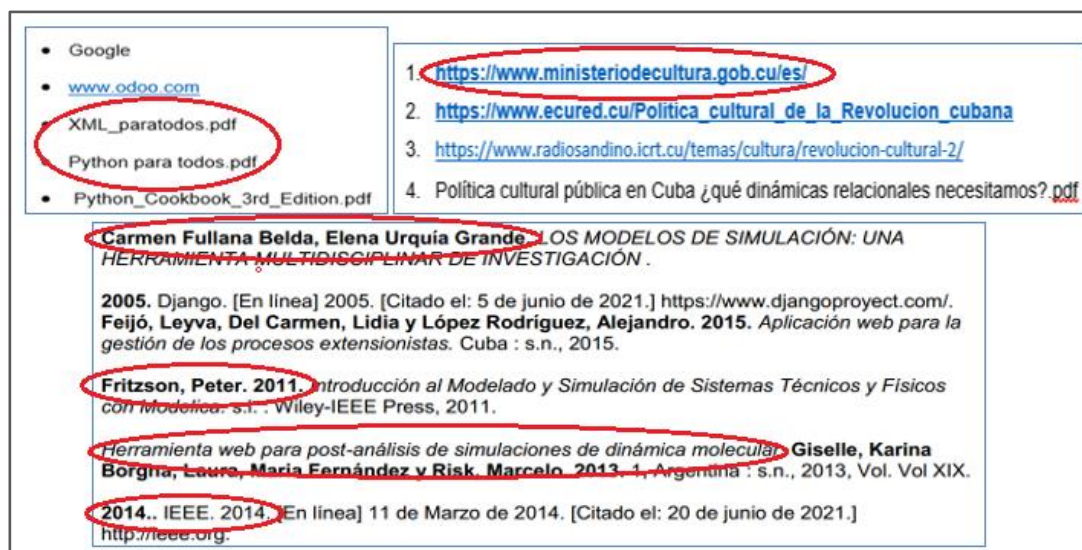 • Google
• www.odoo.com
• XML_paratodos.pdf
• Python para todos.pdf
• Python_Cookbook_3rd_Edition.pdf
1. https://www.ministeriodecultura.gob.cu/es/
2. https://www.ecured.cu/Politica_cultural_de_la_Revolucion_cubana
3. https://www.radiosandino.icrt.cu/temas/cultura/revolucion-cultural-2/
4. Política cultural pública en Cuba ¿qué dinámicas relacionales necesitamos?.pdf
Carmen Fullana Belda, Elena Urquía Grande. LOS MODELOS DE SIMULACIÓN: UNA
HERRAMIENTA MULTIDISCIPLINAR DE INVESTIGACIÓN .
2005. Django. [En línea] 2005. [Citado el: 5 de junio de 2021.] https://www.djangoproyect.com/.
Feijó, Leyva, Del Carmen, Lidia y López Rodríguez, Alejandro. 2015. Aplicación web para la
gestión de los procesos extensionistas. Cuba : s.n., 2015.
Fritzson, Peter. 2011. Introducción al Modelado y Simulación de Sistemas Técnicos y Físicos
con Modelica. s.l. : Wiley-IEEE Press, 2011.
Herramienta web para post-análisis de simulaciones de dinámica molecular. Giselle, Karina
Borgna, Laura, Maria Fernández y Risk, Marcelo. 2013. 1, Argentina : s.n., 2013, Vol. Vol XIX.
2014.. IEEE. 2014. [En línea] 11 de Marzo de 2014. [Citado el: 20 de junio de 2021.]
http://ieee.org.